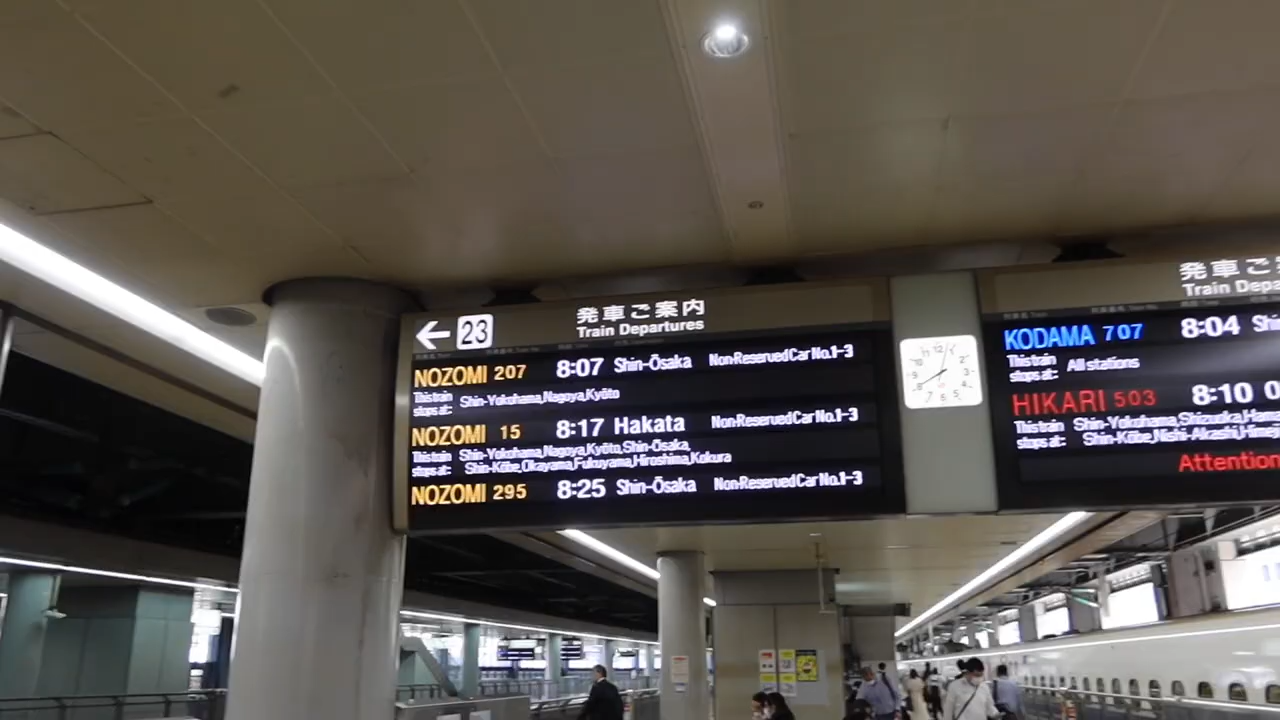 23
発車ご案内
Train Departures
NOZOMI 207 8:07 Shin-Ōsaka Non-Reserved Car No.1-3
This train stops at: Shin-Yokohama,Nagoya,Kyōto
NOZOMI 15 8:17 Hakata Non-Reserved Car No.1-3
This train stops at: Shin-Yokohama,Nagoya,Kyōto,Shin-Ōsaka,
Shin-Kōbe,Okayama,Fukuyama,Hiroshima,Kokura
NOZOMI 295 8:25 Shin-Ōsaka Non-Reserved Car No.1-3
発車ご
Train Depa
KODAMA 707 8:04 Shi
This train stops at: All stations
HIKARI 503 8:10 O
This train stops at: Shin-Yokohama,Shizuoka,Hama
Shin-Kōbe,Nishi-Akashi,Himeji
Attention